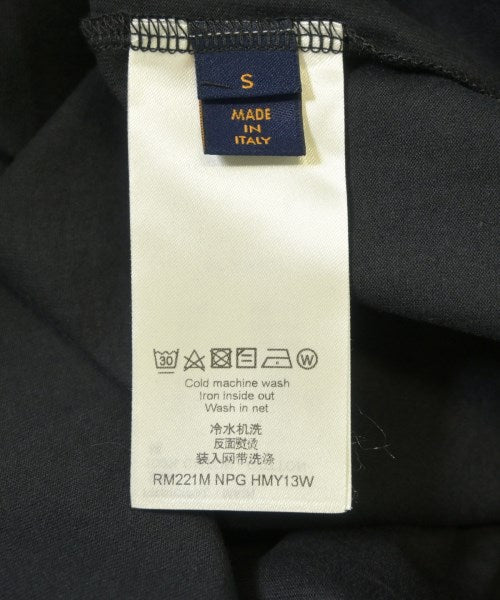 S
MADE
IN
ITALY
30
W
Cold machine wash
Iron inside out
Wash in net
冷水机洗
反面熨烫
装入网带洗涤
RM221M NPG HMY13W